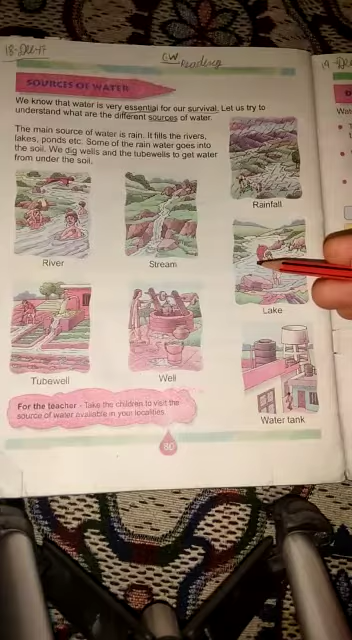 CW
Reading
SOURCES OF WATER
We know that water is very essential for our survival. Let us try to
understand what are the different sources of water.
The main source of water is rain. It fills the rivers,
lakes, ponds etc. Some of the rain water goes into
the soil. We dig wells and the tubewells to get water
from under the soil.
Rainfall
River
Stream
Lake
Tubewell
Well
Water tank
For the teacher - Take the children to visit the
source of water available in your localities
80